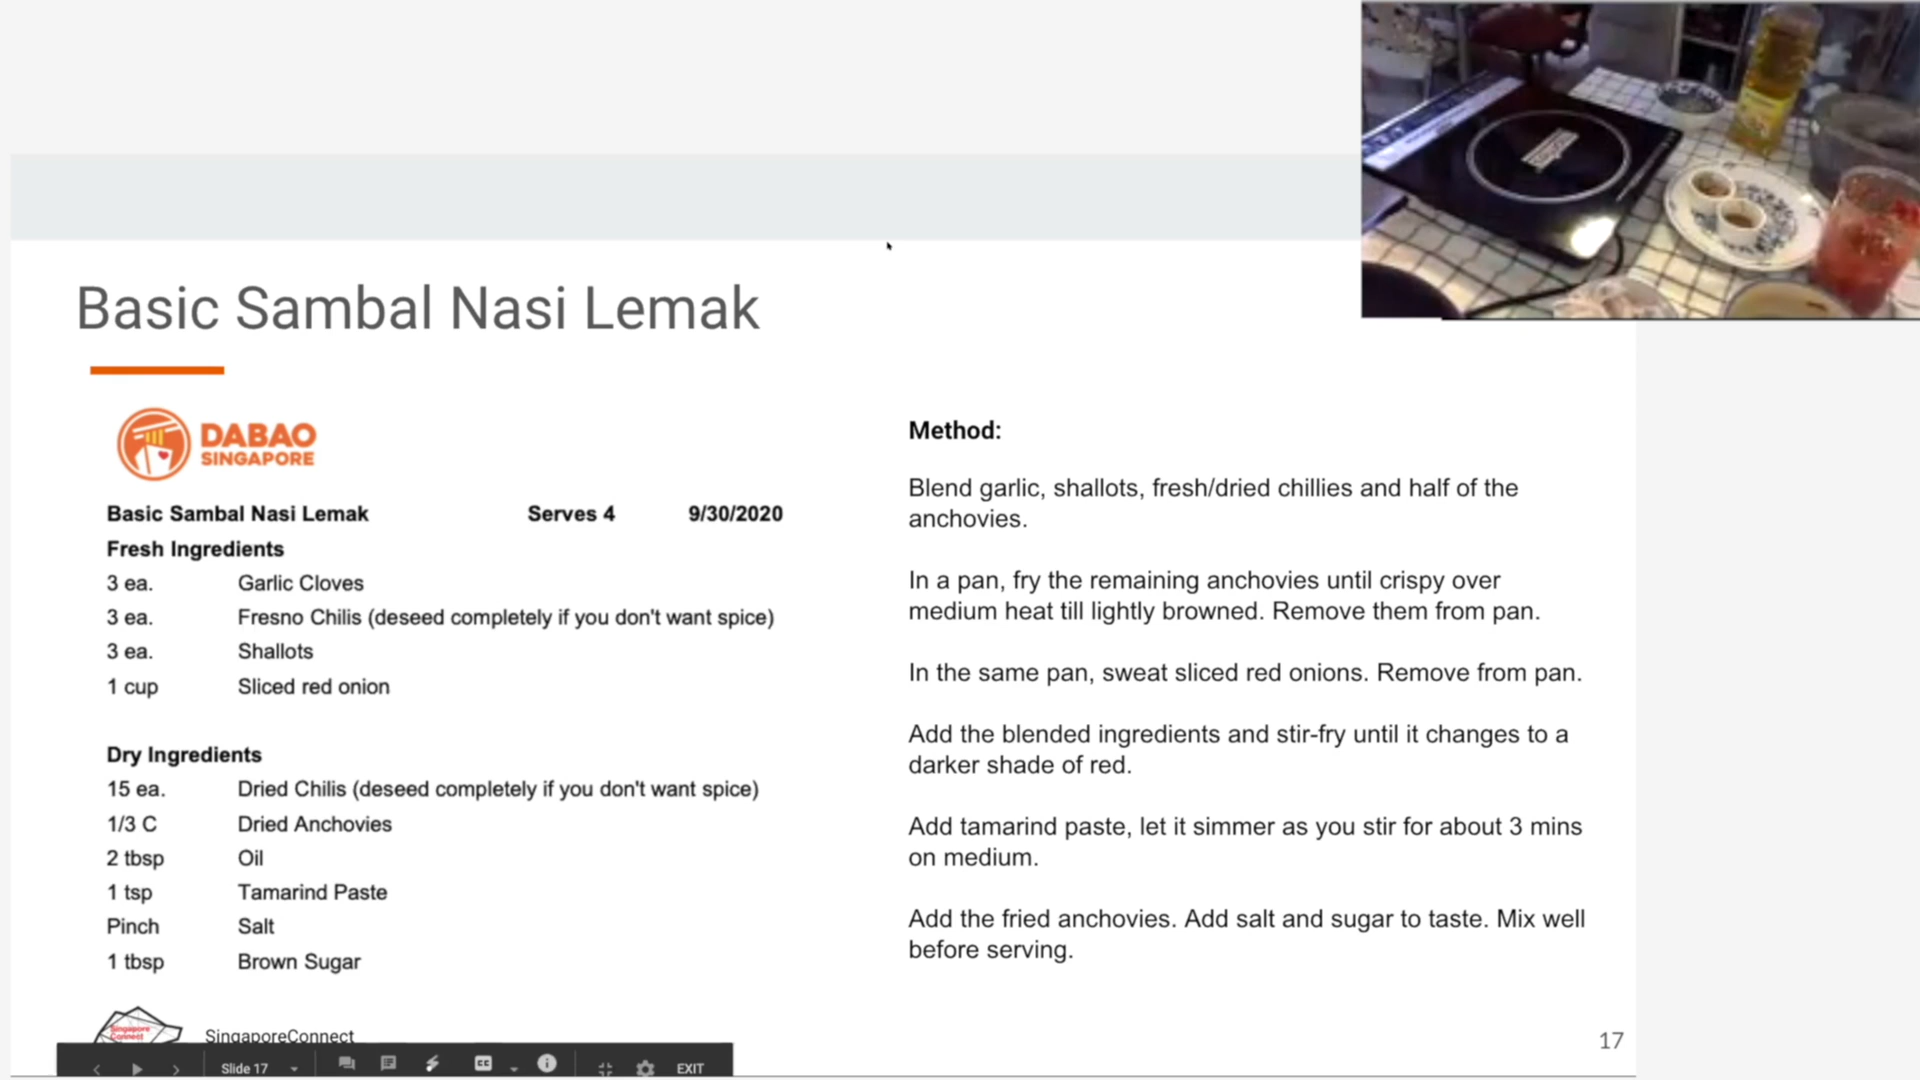 Basic Sambal Nasi Lemak
DABAO
SINGAPORE
Basic Sambal Nasi Lemak Serves 4 9/30/2020
Fresh Ingredients
3 ea. Garlic Cloves
3 ea. Fresno Chilis (deseed completely if you don't want spice)
3 ea. Shallots
1 cup Sliced red onion
Dry Ingredients
15 ea. Dried Chilis (deseed completely if you don't want spice)
1/3 C Dried Anchovies
2 tbsp Oil
1 tsp Tamarind Paste
Pinch Salt
1 tbsp Brown Sugar
Method:
Blend garlic, shallots, fresh/dried chillies and half of the
anchovies.
In a pan, fry the remaining anchovies until crispy over
medium heat till lightly browned. Remove them from pan.
In the same pan, sweat sliced red onions. Remove from pan.
Add the blended ingredients and stir-fry until it changes to a
darker shade of red.
Add tamarind paste, let it simmer as you stir for about 3 mins
on medium.
Add the fried anchovies. Add salt and sugar to taste. Mix well
before serving.
Singapore
Connect
SingaporeConnect
17
Slide 17
CC
EXIT